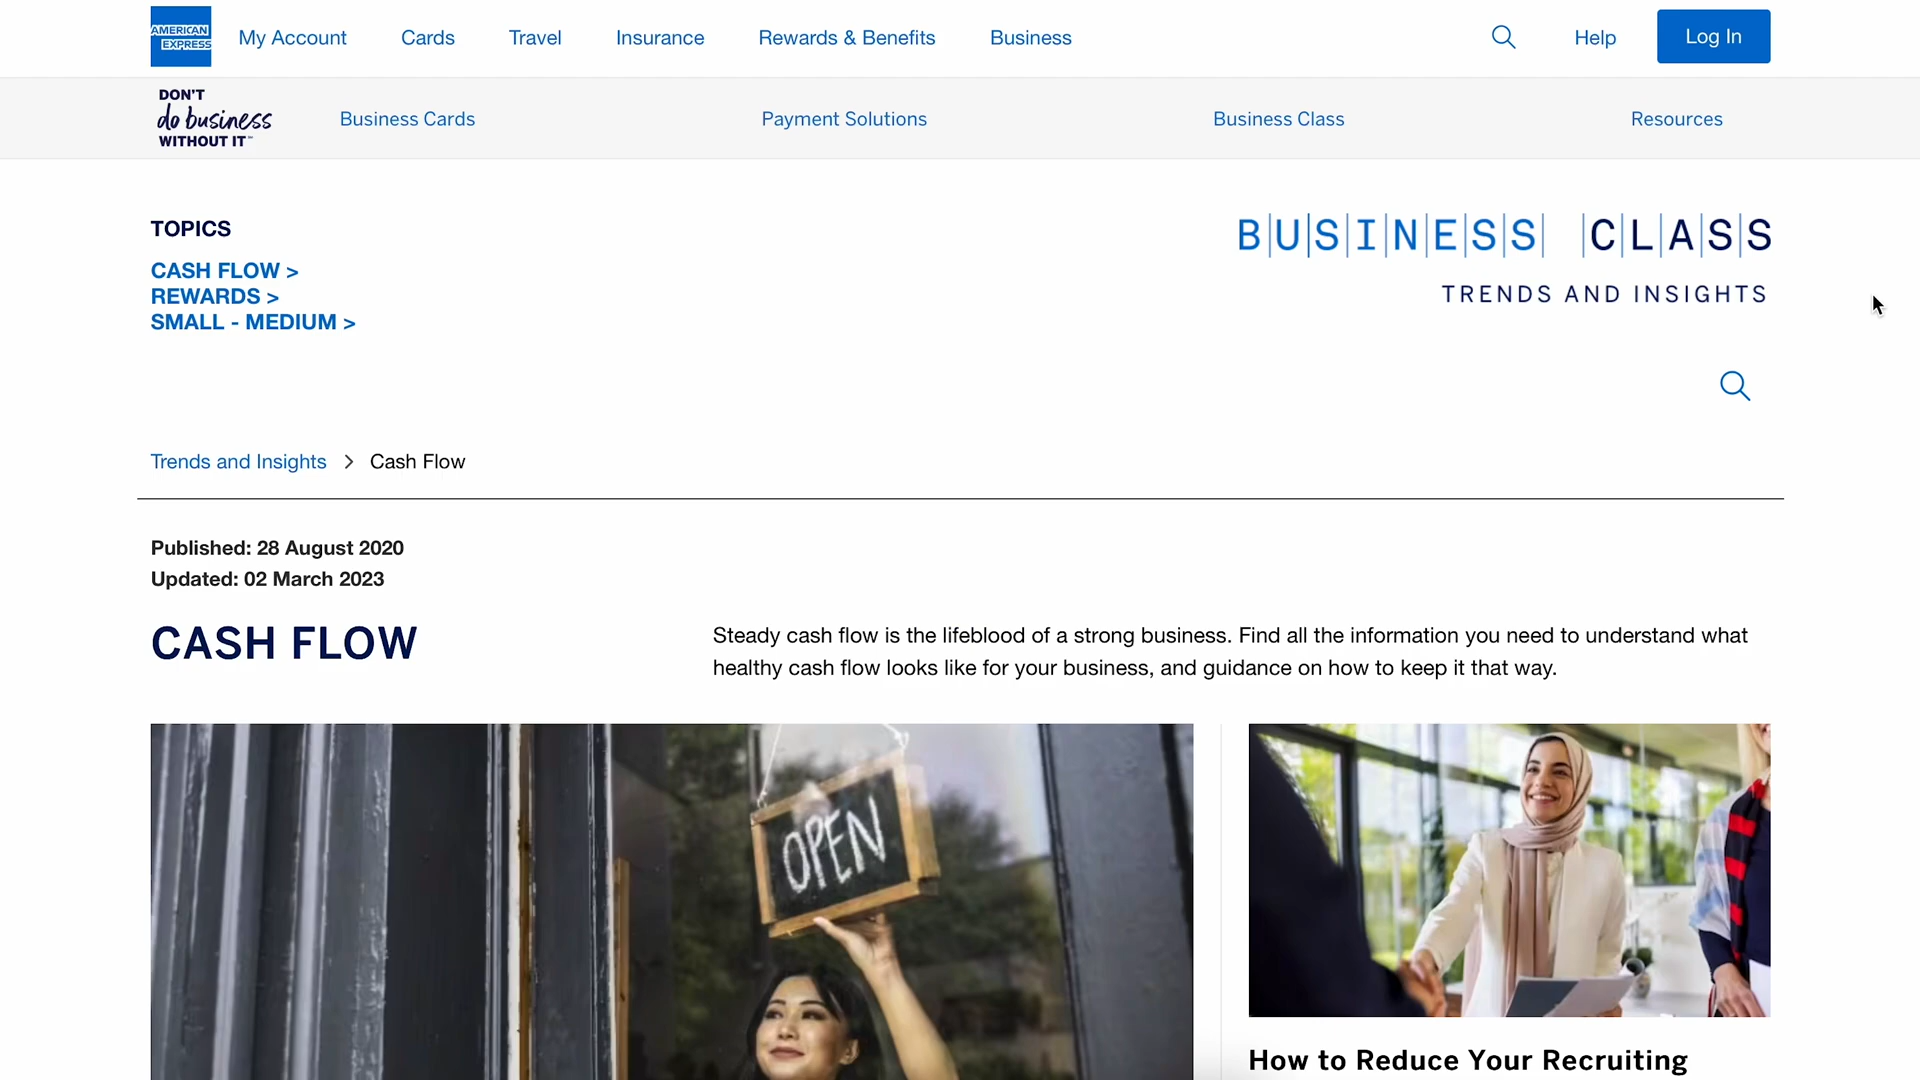 AMERICAN
EXPRESS
My Account
Cards
Travel
Insurance
Rewards & Benefits
Business
Help
Log In
DON'T
do business
WITHOUT IT™
Business Cards
Payment Solutions
Business Class
Resources
TOPICS
CASH FLOW >
REWARDS >
SMALL - MEDIUM >
BUSINESS CLASS
TRENDS AND INSIGHTS
Trends and Insights > Cash Flow
Published: 28 August 2020
Updated: 02 March 2023
CASH FLOW
Steady cash flow is the lifeblood of a strong business. Find all the information you need to understand what
healthy cash flow looks like for your business, and guidance on how to keep it that way.
OPEN
How to Reduce Your Recruiting